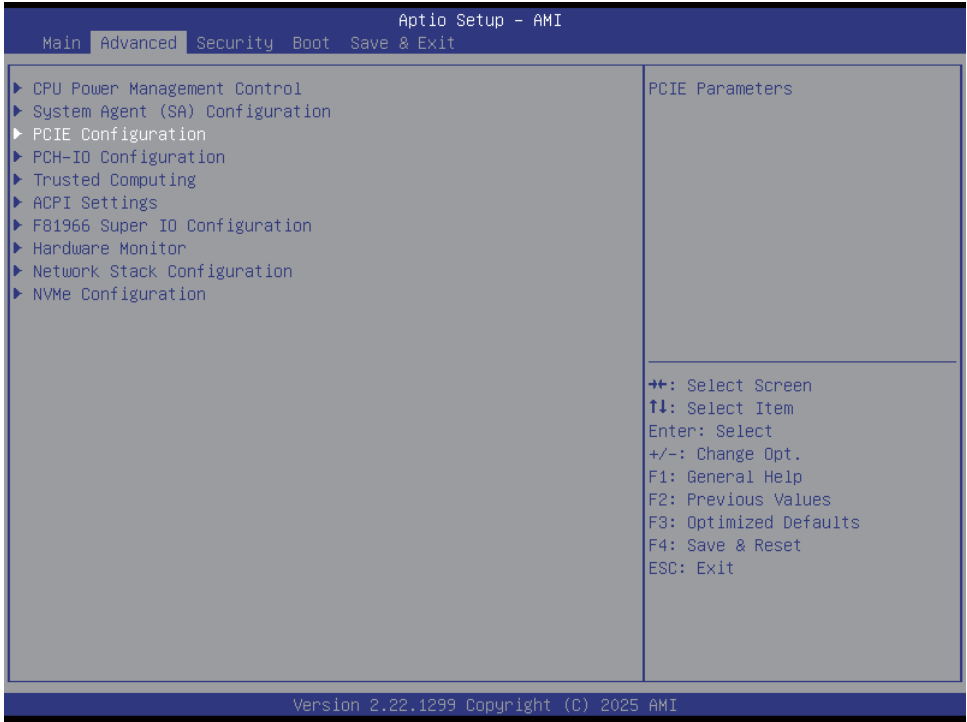 Aptio Setup – AMI
Main Advanced Security Boot Save & Exit
▶ CPU Power Management Control
▶ System Agent (SA) Configuration
▶ PCIE Configuration
▶ PCH-IO Configuration
▶ Trusted Computing
▶ ACPI Settings
▶ F81966 Super IO Configuration
▶ Hardware Monitor
▶ Network Stack Configuration
▶ NVMe Configuration
PCIE Parameters
→←: Select Screen
↑↓: Select Item
Enter: Select
+/-: Change Opt.
F1: General Help
F2: Previous Values
F3: Optimized Defaults
F4: Save & Reset
ESC: Exit
Version 2.22.1299 Copyright (C) 2025 AMI